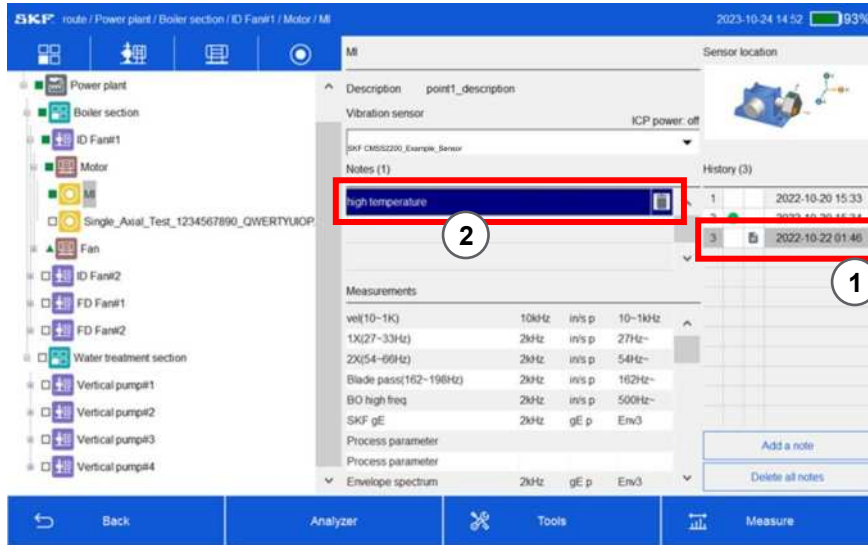 SKF route / Power plant / Boiler section / ID Fan#1 / Motor / MI
2023-10-24 14:52 93%
MI
Sensor location
Power plant
Boiler section
ID Fan#1
Motor
MI
Single_Axial_Test_1234567890_QWERTYUIOP
Fan
ID Fan#2
FD Fan#1
FD Fan#2
Water treatment section
Vertical pump#1
Vertical pump#2
Vertical pump#3
Vertical pump#4
Description point1_description
Vibration sensor
ICP power: off
SKF CMSS2200_Example_Sensor
Notes (1)
high temperature
2
Measurements
vel(10~1K) 10kHz in/s p 10~1kHz
1X(27~33Hz) 2kHz in/s p 27Hz~
2X(54~66Hz) 2kHz in/s p 54Hz~
Blade pass(162~198Hz) 2kHz in/s p 162Hz~
BO high freq 2kHz in/s p 500Hz~
SKF gE 2kHz gE p Env3
Process parameter
Process parameter
Envelope spectrum 2kHz gE p Env3
History (3)
1 2022-10-20 15:33
2 2022-10-20 15:34
3 2022-10-22 01:46
1
Add a note
Delete all notes
Back
Analyzer
Tools
Measure